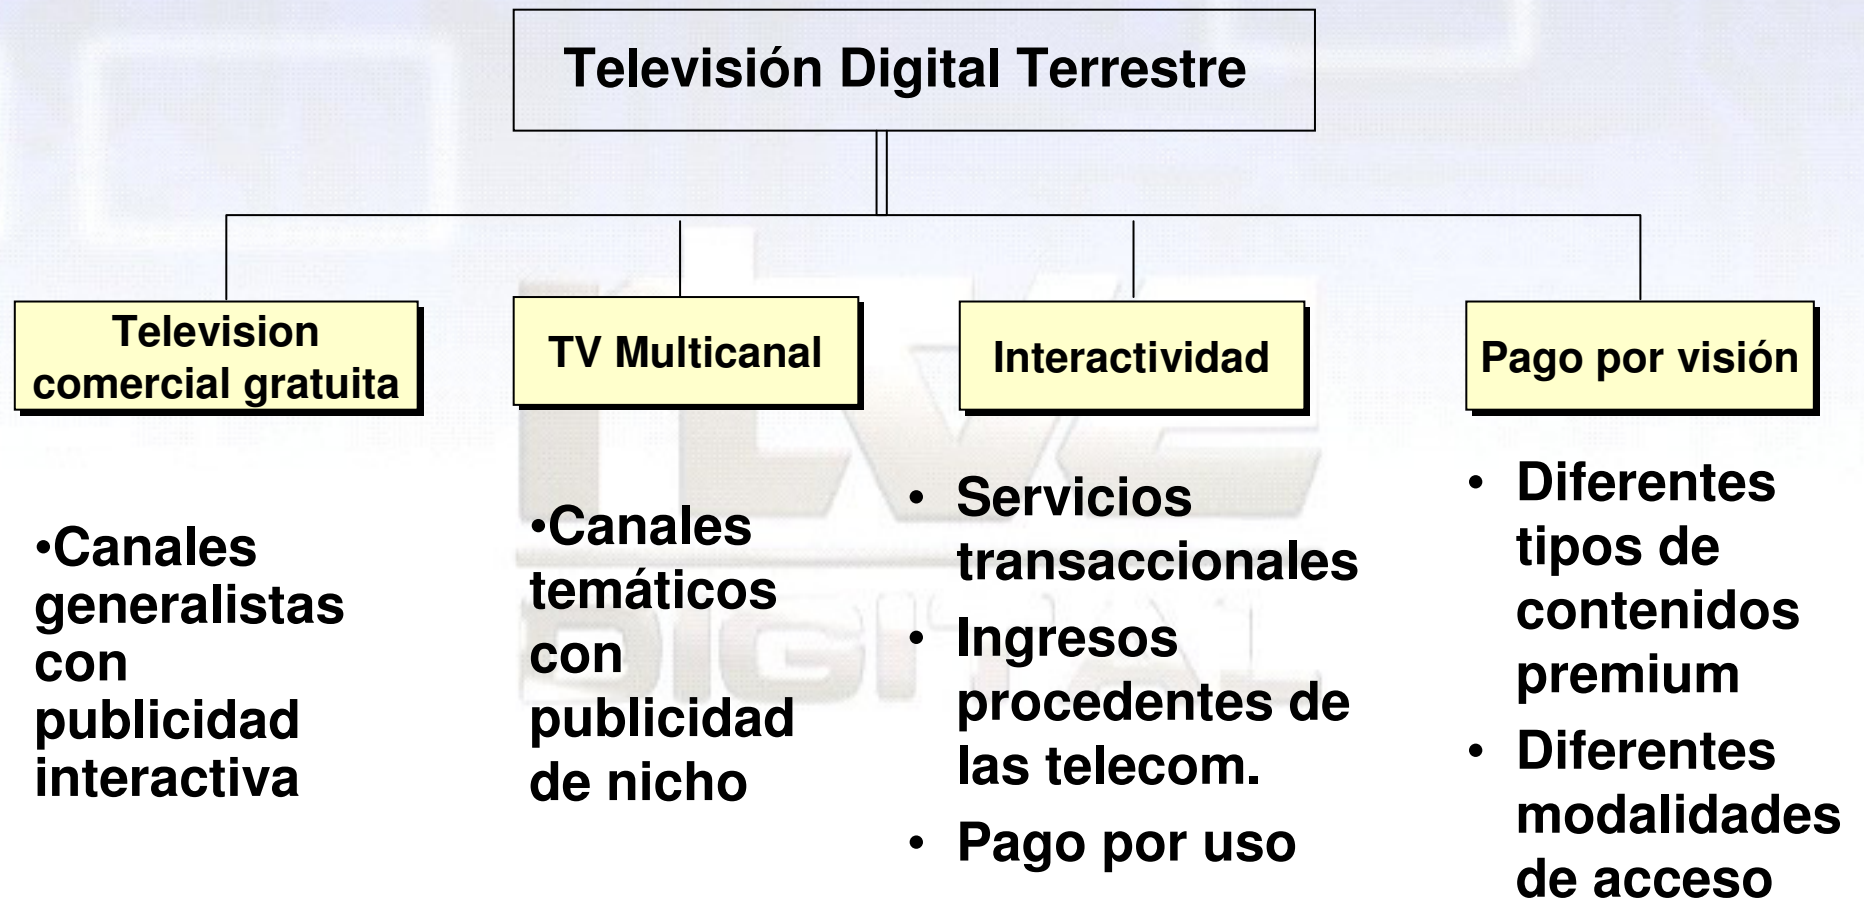 Televisión Digital Terrestre
Television
comercial gratuita
•Canales
generalistas
con
publicidad
interactiva
TV Multicanal
•Canales
temáticos
con
publicidad
de nicho
Interactividad
• Servicios
transaccionales
• Ingresos
procedentes de
las telecom.
• Pago por uso
Pago por visión
• Diferentes
tipos de
contenidos
premium
• Diferentes
modalidades
de acceso
rtve
DIGITAL